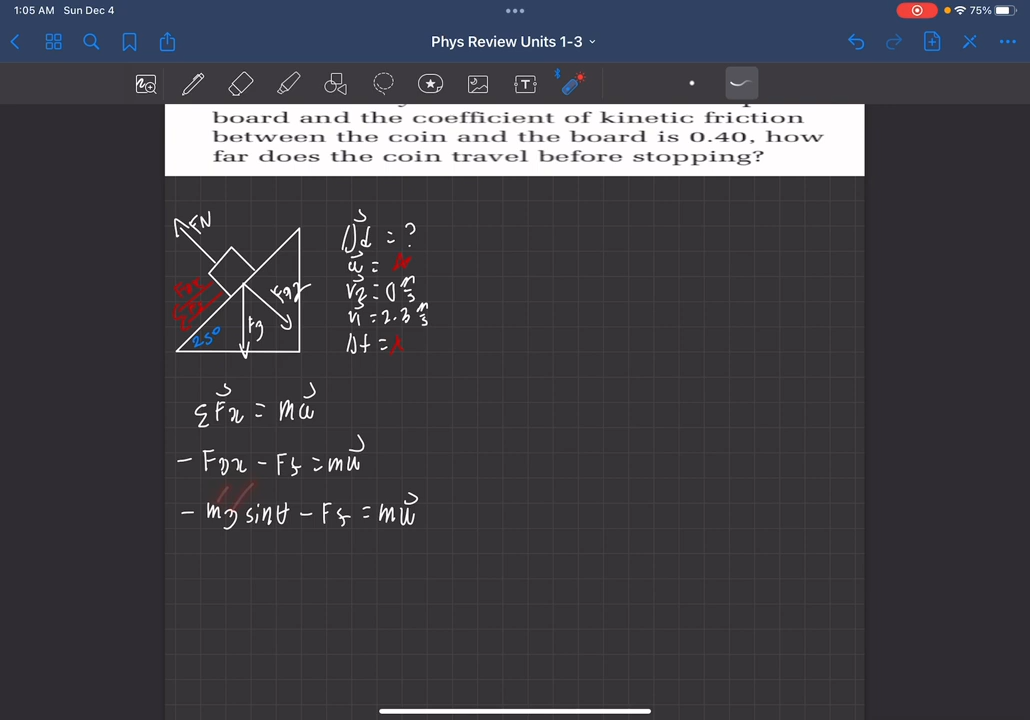 1:05 AM Sun Dec 4
75%
Phys Review Units 1-3
board and the coefficient of kinetic friction
between the coin and the board is 0.40, how
far does the coin travel before stopping?
FN
Fg
25°
Δd = ?
a =
v2 = 0 m/s
v1 = 2.3 m/s
Δt =
ΣFx = ma
- Fgx - Ff = ma
- mg sinθ - Ff = ma